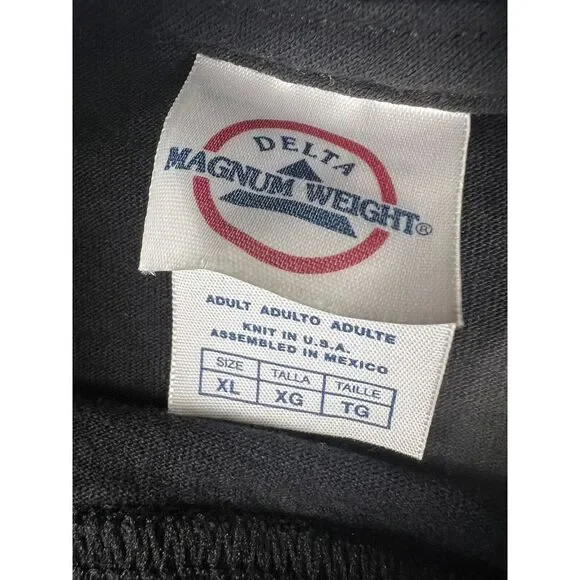 DELTA
MAGNUM WEIGHT®
ADULT ADULTO ADULTE
KNIT IN U.S.A.
ASSEMBLED IN MEXICO
SIZE TALLA TAILLE
XL XG TG